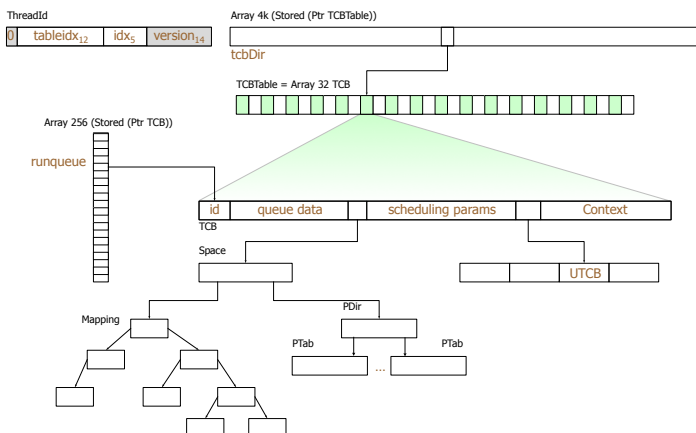 ThreadId
0 tableidx12 idx5 version14
Array 4k (Stored (Ptr TCBTable))
tcbDir
TCBTable = Array 32 TCB
Array 256 (Stored (Ptr TCB))
runqueue
id queue data scheduling params Context
TCB
Space
UTCB
Mapping
PDir
PTab
PTab
...